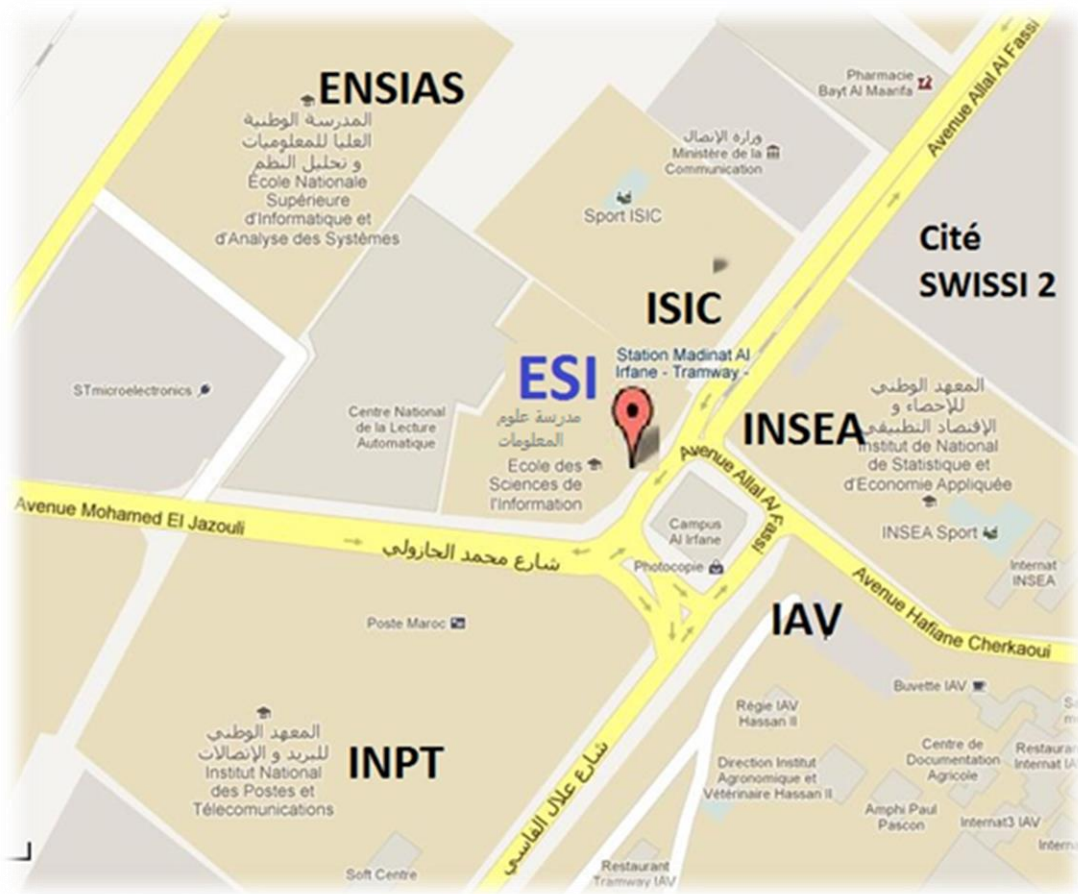 ENSIAS
المدرسة الوطنية
العليا للمعلوميات
و تحليل النظم
École Nationale
Supérieure
d'Informatique et
d'Analyse des Systèmes
Pharmacie
Bayt Al Maarifa
Avenue Allal Al Fassi
وزارة الإتصال
Ministère de la
Communication
Sport ISIC
Cité
SWISSI 2
ISIC
Station Madinat Al
Irfane - Tramway -
ESI
مدرسة علوم
المعلومات
Ecole des
Sciences de
l'Information
STmicroelectronics
Centre National
de la Lecture
Automatique
INSEA
المعهد الوطني
للإحصاء و
الإقتصاد التطبيقي
Institut de National
de Statistique et
d'Économie Appliquée
INSEA Sport
Internat
INSEA
Avenue Allal Al Fassi
Campus
Al Irfane
Photocopie
Avenue Mohamed El Jazouli
شارع محمد الجازولي
Avenue Hafiane Cherkaoui
Poste Maroc
IAV
Buvette IAV
Régie IAV
Hassan II
Centre de
Documentation
Agricole
Restaurant
Internat IA
Direction Institut
Agronomique et
Vétérinaire Hassan II
Amphi Paul
Pascon
Internat3 IAV
Intern
المعهد الوطني
للبريد و الإتصالات
Institut National
des Postes et
Télécomunications
INPT
شارع علال الفاسي
Soft Centre
Restaurant
Tramway IAV